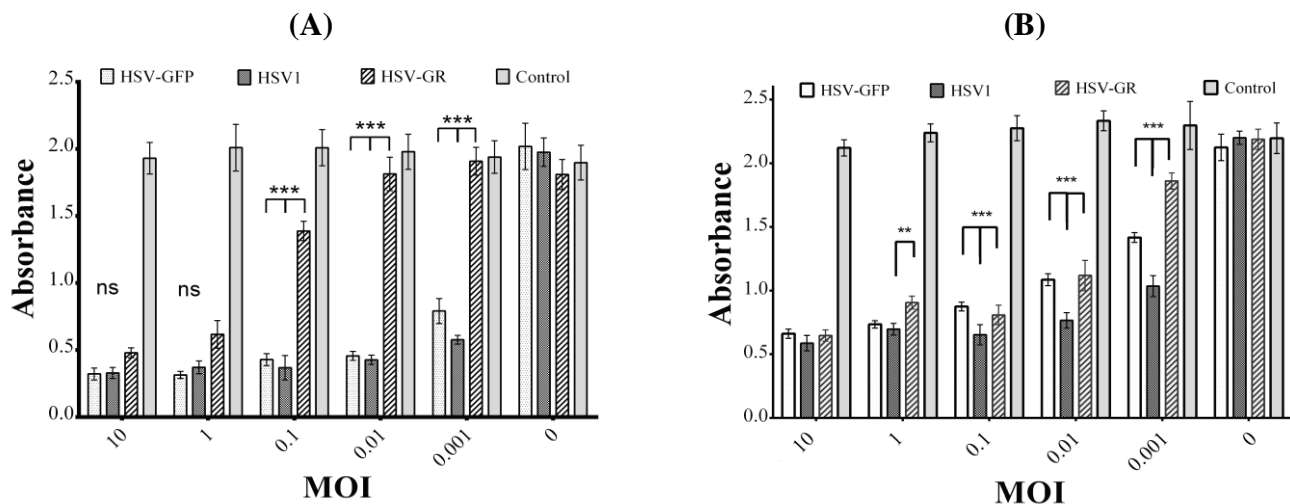 (A)
HSV-GFP HSV1 HSV-GR Control
2.5
2.0
1.5
1.0
0.5
0.0
Absorbance
ns
ns
***
***
***
10 1 0.1 0.01 0.001 0
MOI
(B)
HSV-GFP HSV1 HSV-GR Control
2.5
2.0
1.5
1.0
0.5
0.0
Absorbance
**
***
***
***
10 1 0.1 0.01 0.001 0
MOI